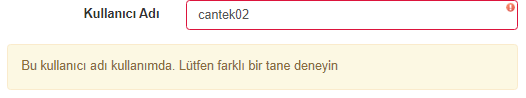 Kullanıcı Adı cantek02
Bu kullanıcı adı kullanımda. Lütfen farklı bir tane deneyin